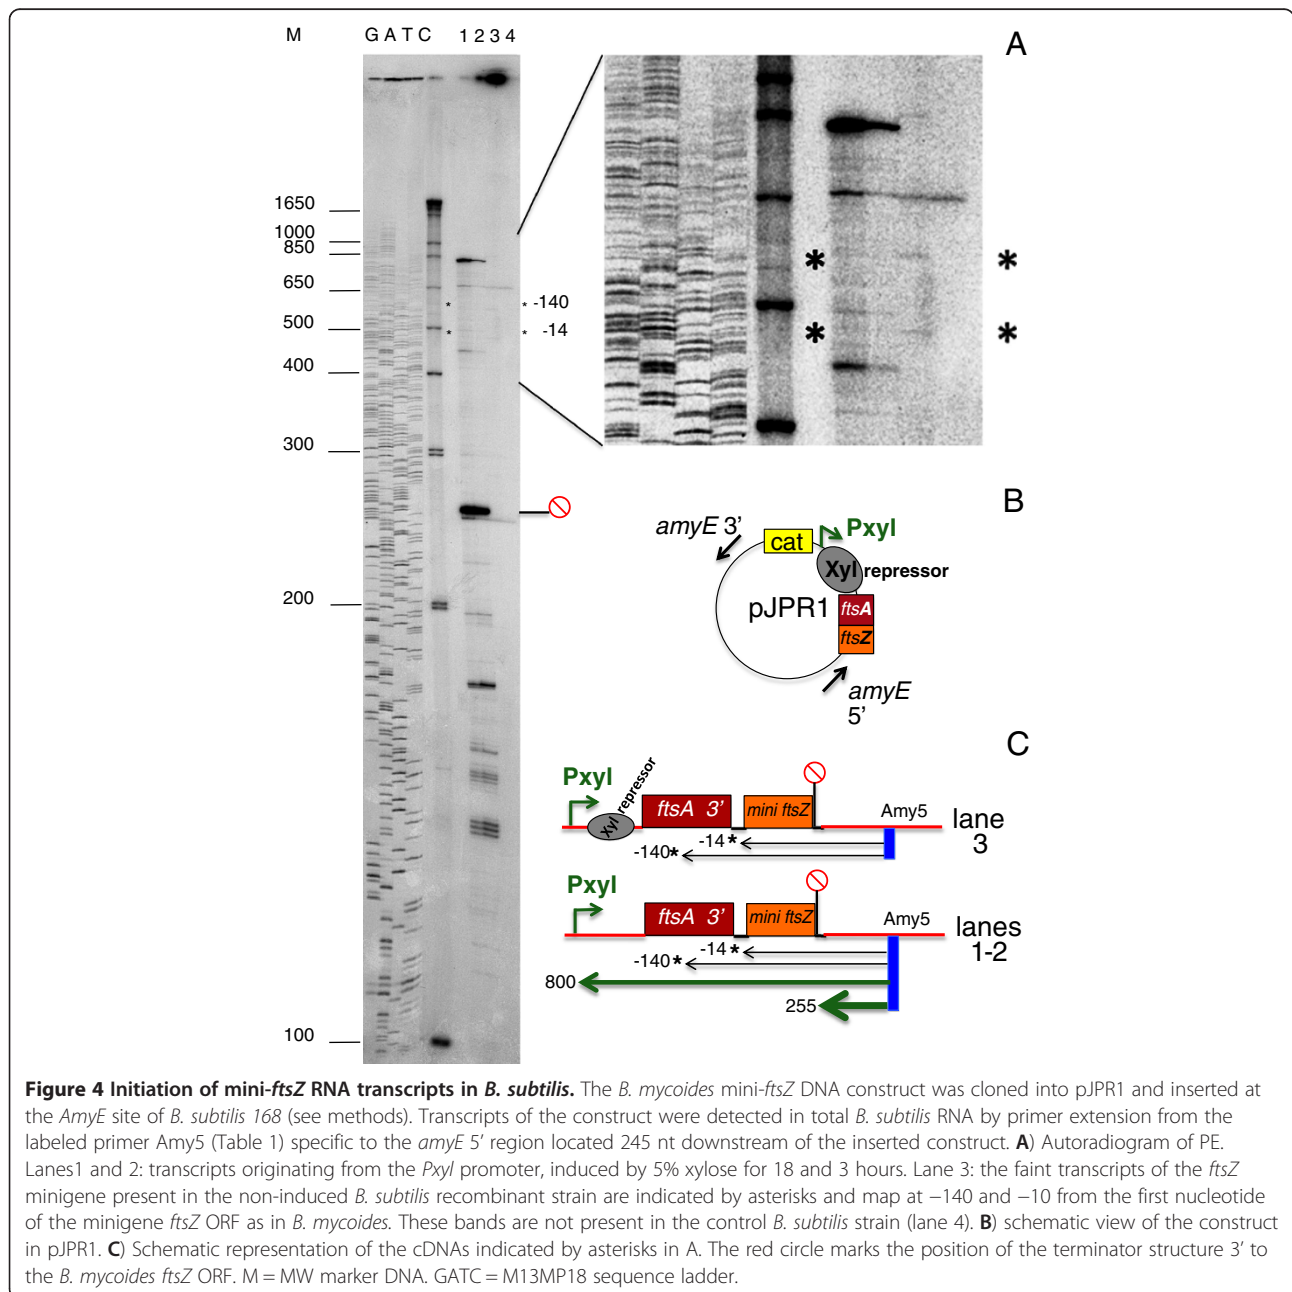 M
G A T C
1 2 3 4
A
1650
1000
850
650
500
400
300
200
100
* * -140
* * -14
* *
* *
B
amyE 3’
cat
Pxyl
Xyl repressor
pJPR1
ftsA
ftsZ
amyE
5’
C
Pxyl
Xyl repressor
ftsA 3’
mini ftsZ
Amy5
lane
3
-14*
-140*
Pxyl
ftsA 3’
mini ftsZ
Amy5
lanes
1-2
-14*
-140*
800
255
Figure 4 Initiation of mini-ftsZ RNA transcripts in B. subtilis. The B. mycoides mini-ftsZ DNA construct was cloned into pJPR1 and inserted at
the AmyE site of B. subtilis 168 (see methods). Transcripts of the construct were detected in total B. subtilis RNA by primer extension from the
labeled primer Amy5 (Table 1) specific to the amyE 5’ region located 245 nt downstream of the inserted construct. A) Autoradiogram of PE.
Lanes1 and 2: transcripts originating from the Pxyl promoter, induced by 5% xylose for 18 and 3 hours. Lane 3: the faint transcripts of the ftsZ
minigene present in the non-induced B. subtilis recombinant strain are indicated by asterisks and map at −140 and −10 from the first nucleotide
of the minigene ftsZ ORF as in B. mycoides. These bands are not present in the control B. subtilis strain (lane 4). B) schematic view of the construct
in pJPR1. C) Schematic representation of the cDNAs indicated by asterisks in A. The red circle marks the position of the terminator structure 3’ to
the B. mycoides ftsZ ORF. M = MW marker DNA. GATC = M13MP18 sequence ladder.